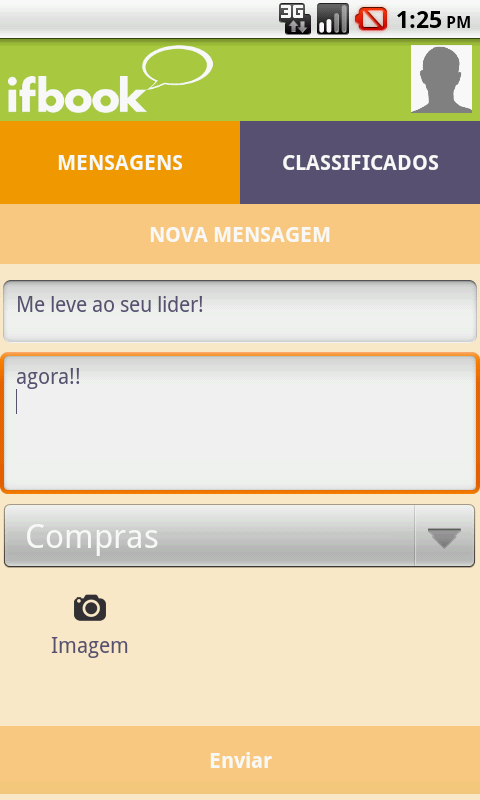 3G 1:25 PM
ifbook
MENSAGENS CLASSIFICADOS
NOVA MENSAGEM
Me leve ao seu lider!
agora!!
Compras
Imagem
Enviar